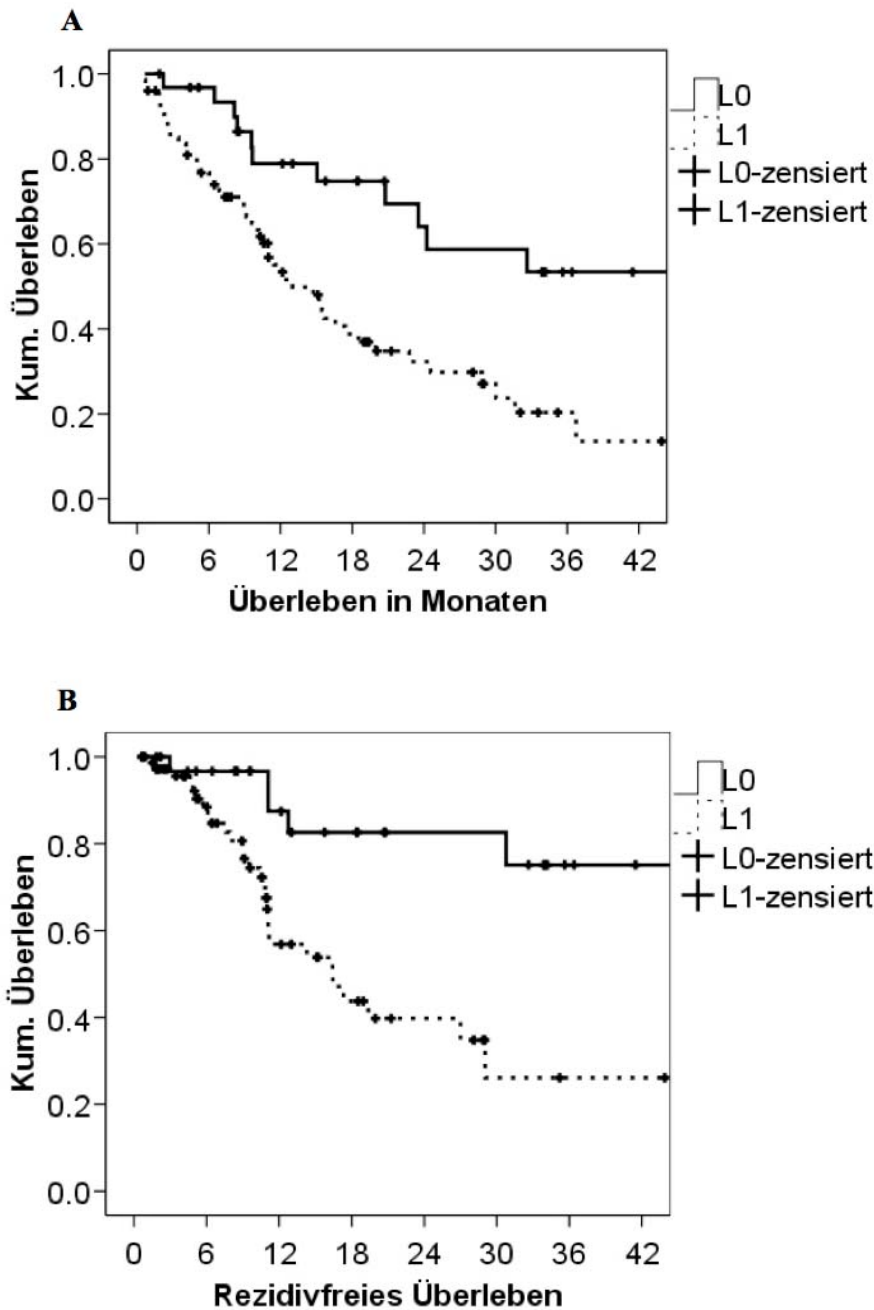 A
1.0
0.8
0.6
0.4
0.2
0.0
Kum. Überleben
0 6 12 18 24 30 36 42
Überleben in Monaten
L0
L1
L0-zensiert
L1-zensiert
B
1.0
0.8
0.6
0.4
0.2
0.0
Kum. Überleben
0 6 12 18 24 30 36 42
Rezidivfreies Überleben
L0
L1
L0-zensiert
L1-zensiert